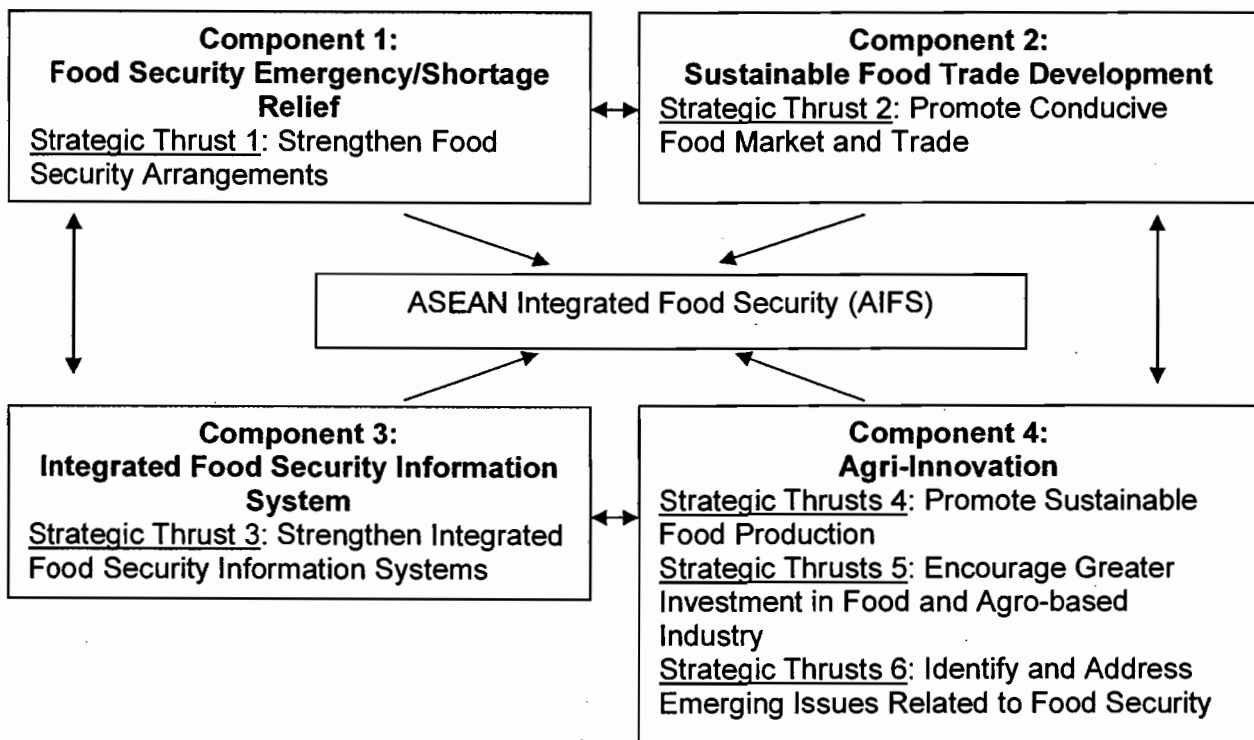 Component 1:
Food Security Emergency/Shortage
Relief
Strategic Thrust 1: Strengthen Food
Security Arrangements
Component 2:
Sustainable Food Trade Development
Strategic Thrust 2: Promote Conducive
Food Market and Trade
ASEAN Integrated Food Security (AIFS)
Component 3:
Integrated Food Security Information
System
Strategic Thrust 3: Strengthen Integrated
Food Security Information Systems
Component 4:
Agri-Innovation
Strategic Thrusts 4: Promote Sustainable
Food Production
Strategic Thrusts 5: Encourage Greater
Investment in Food and Agro-based
Industry
Strategic Thrusts 6: Identify and Address
Emerging Issues Related to Food Security